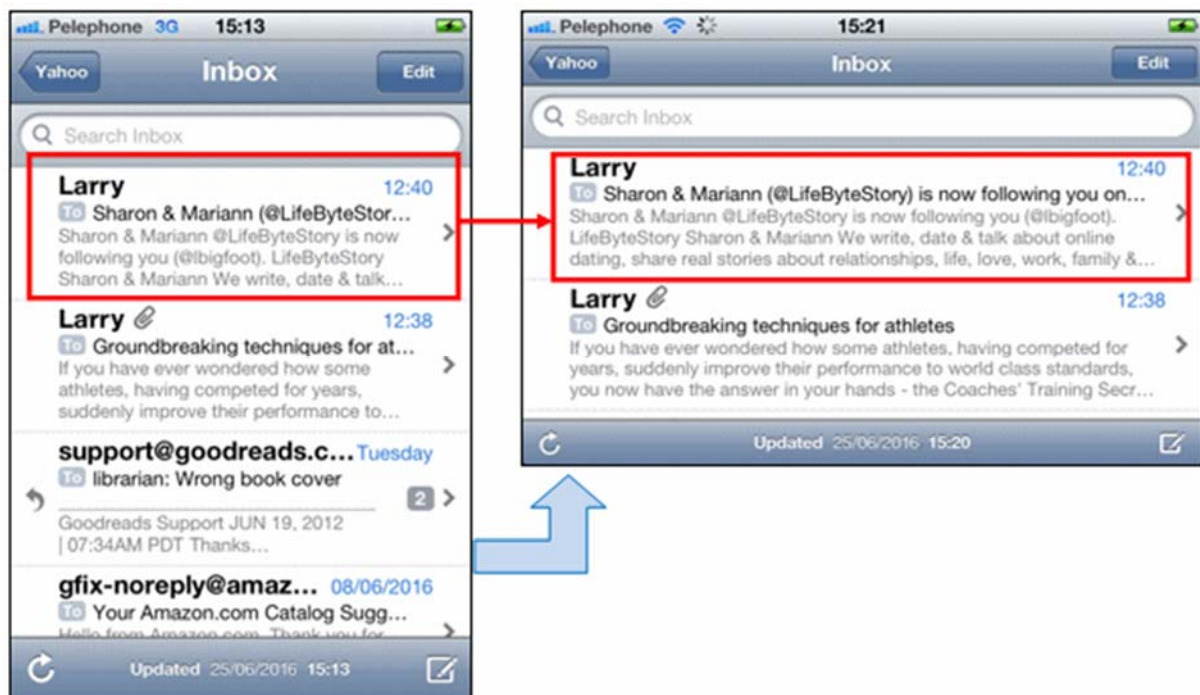 Pelephone 3G 15:13
Yahoo Inbox Edit
Search Inbox
Larry 12:40
To Sharon & Mariann (@LifeByteStor...
Sharon & Mariann @LifeByteStory is now
following you (@lbigfoot). LifeByteStory
Sharon & Mariann We write, date & talk...
Larry 12:38
To Groundbreaking techniques for at...
If you have ever wondered how some
athletes, having competed for years,
suddenly improve their performance to...
support@goodreads.c... Tuesday
To librarian: Wrong book cover
2
Goodreads Support JUN 19, 2012
| 07:34AM PDT Thanks...
gfix-noreply@amaz... 08/06/2016
To Your Amazon.com Catalog Sugg...
Hello from Amazon.com. Thank you for
Updated 25/06/2016 15:13
Pelephone 15:21
Yahoo Inbox Edit
Search Inbox
Larry 12:40
To Sharon & Mariann (@LifeByteStory) is now following you on...
Sharon & Mariann @LifeByteStory is now following you (@lbigfoot).
LifeByteStory Sharon & Mariann We write, date & talk about online
dating, share real stories about relationships, life, love, work, family &...
Larry 12:38
To Groundbreaking techniques for athletes
If you have ever wondered how some athletes, having competed for
years, suddenly improve their performance to world class standards,
you now have the answer in your hands - the Coaches' Training Secr...
Updated 25/06/2016 15:20